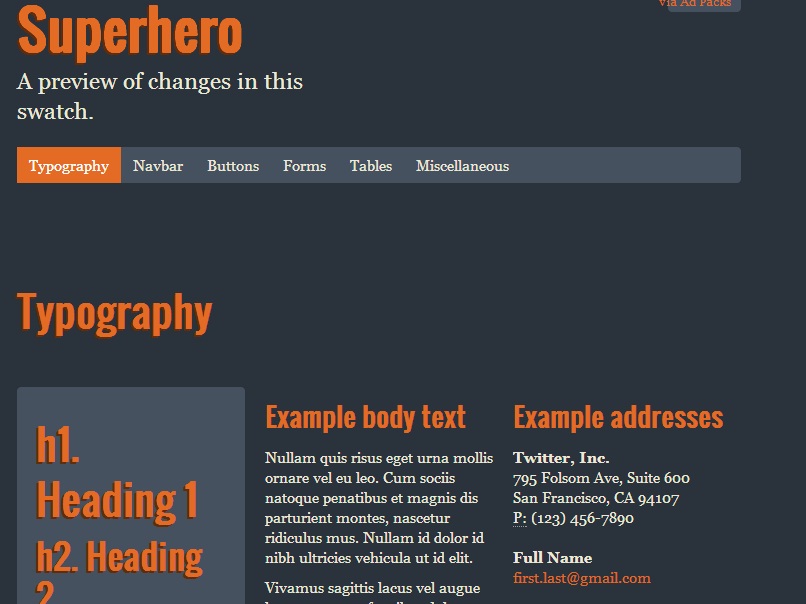 via Ad Packs
Superhero
A preview of changes in this
swatch.
Typography Navbar Buttons Forms Tables Miscellaneous
Typography
h1.
Heading 1
h2. Heading
2
Example body text
Nullam quis risus eget urna mollis
ornare vel eu leo. Cum sociis
natoque penatibus et magnis dis
parturient montes, nascetur
ridiculus mus. Nullam id dolor id
nibh ultricies vehicula ut id elit.
Vivamus sagittis lacus vel augue
Example addresses
Twitter, Inc.
795 Folsom Ave, Suite 600
San Francisco, CA 94107
P: (123) 456-7890
Full Name
first.last@gmail.com